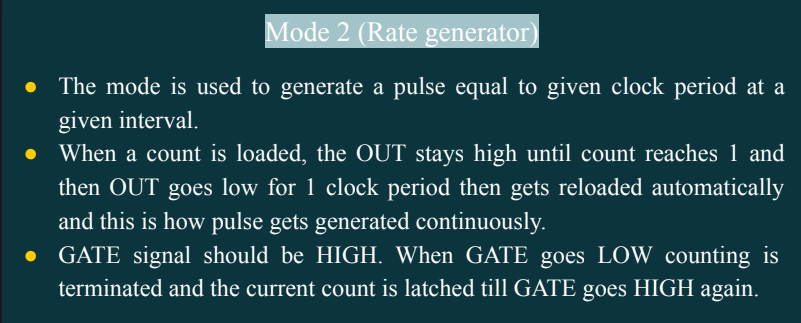 Mode 2 (Rate generator)
● The mode is used to generate a pulse equal to given clock period at a
given interval.
● When a count is loaded, the OUT stays high until count reaches 1 and
then OUT goes low for 1 clock period then gets reloaded automatically
and this is how pulse gets generated continuously.
● GATE signal should be HIGH. When GATE goes LOW counting is
terminated and the current count is latched till GATE goes HIGH again.